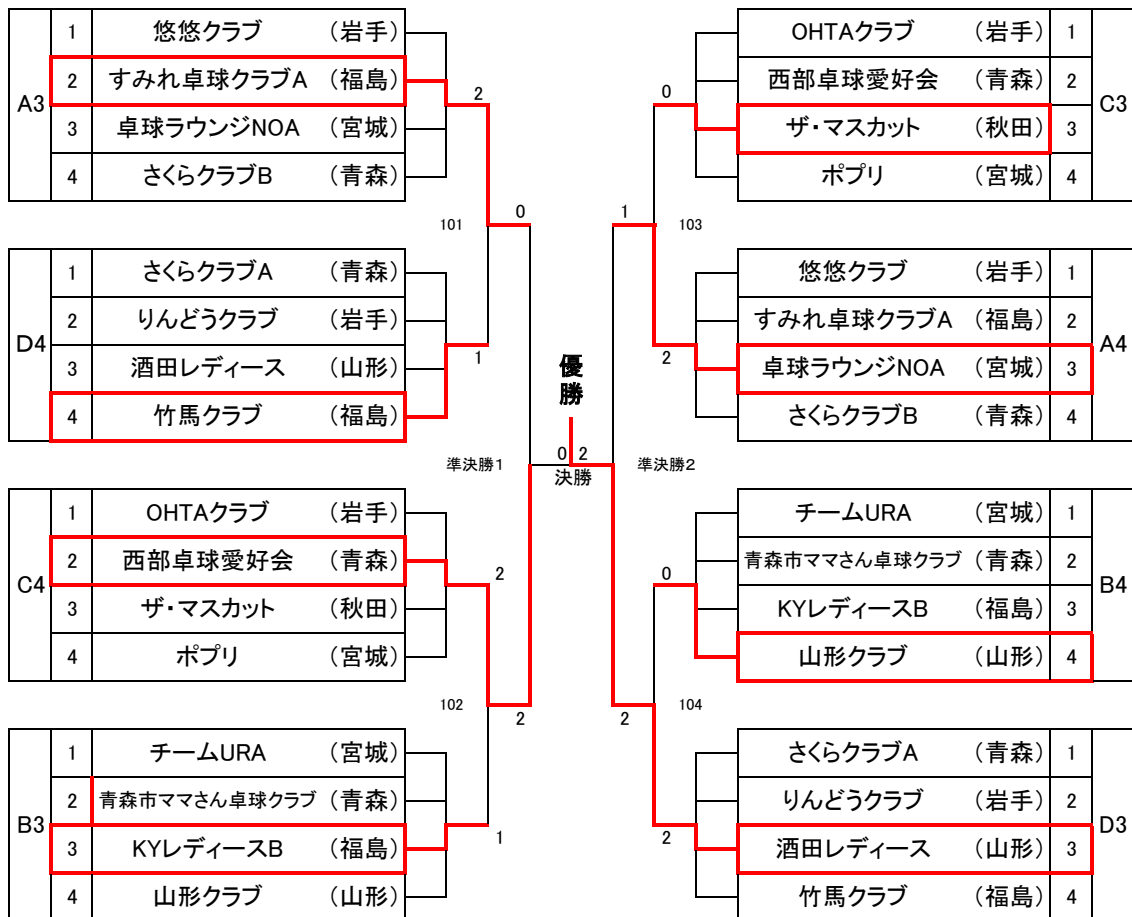 A3
1 悠悠クラブ (岩手)
2 すみれ卓球クラブA (福島)
3 卓球ラウンジNOA (宮城)
4 さくらクラブB (青森)
2
101
0
D4
1 さくらクラブA (青森)
2 りんどうクラブ (岩手)
3 酒田レディース (山形)
4 竹馬クラブ (福島)
1
準決勝1
C4
1 OHTAクラブ (岩手)
2 西部卓球愛好会 (青森)
3 ザ・マスカット (秋田)
4 ポプリ (宮城)
2
102
2
B3
1 チームURA (宮城)
2 青森市ママさん卓球クラブ (青森)
3 KYレディースB (福島)
4 山形クラブ (山形)
1
優勝
0 2
決勝
OHTAクラブ (岩手) 1
西部卓球愛好会 (青森) 2
ザ・マスカット (秋田) 3
ポプリ (宮城) 4
C3
0
1
103
悠悠クラブ (岩手) 1
すみれ卓球クラブA (福島) 2
卓球ラウンジNOA (宮城) 3
さくらクラブB (青森) 4
A4
2
準決勝2
チームURA (宮城) 1
青森市ママさん卓球クラブ (青森) 2
KYレディースB (福島) 3
山形クラブ (山形) 4
B4
0
2
104
さくらクラブA (青森) 1
りんどうクラブ (岩手) 2
酒田レディース (山形) 3
竹馬クラブ (福島) 4
D3
2